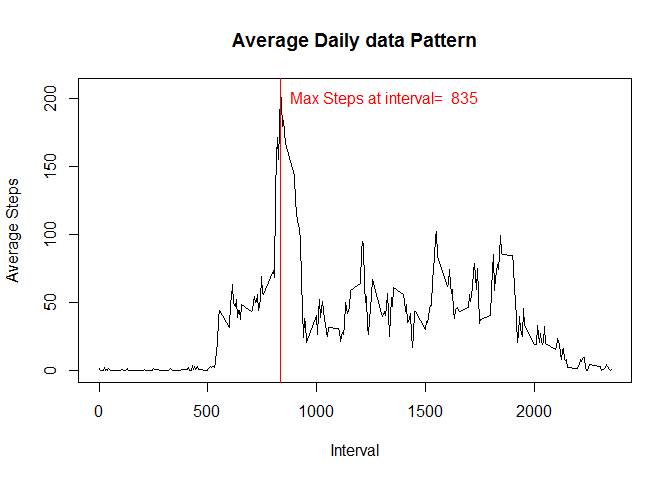 Average Daily data Pattern
Max Steps at interval= 835
Average Steps
200
150
100
50
0
0 500 1000 1500 2000
Interval